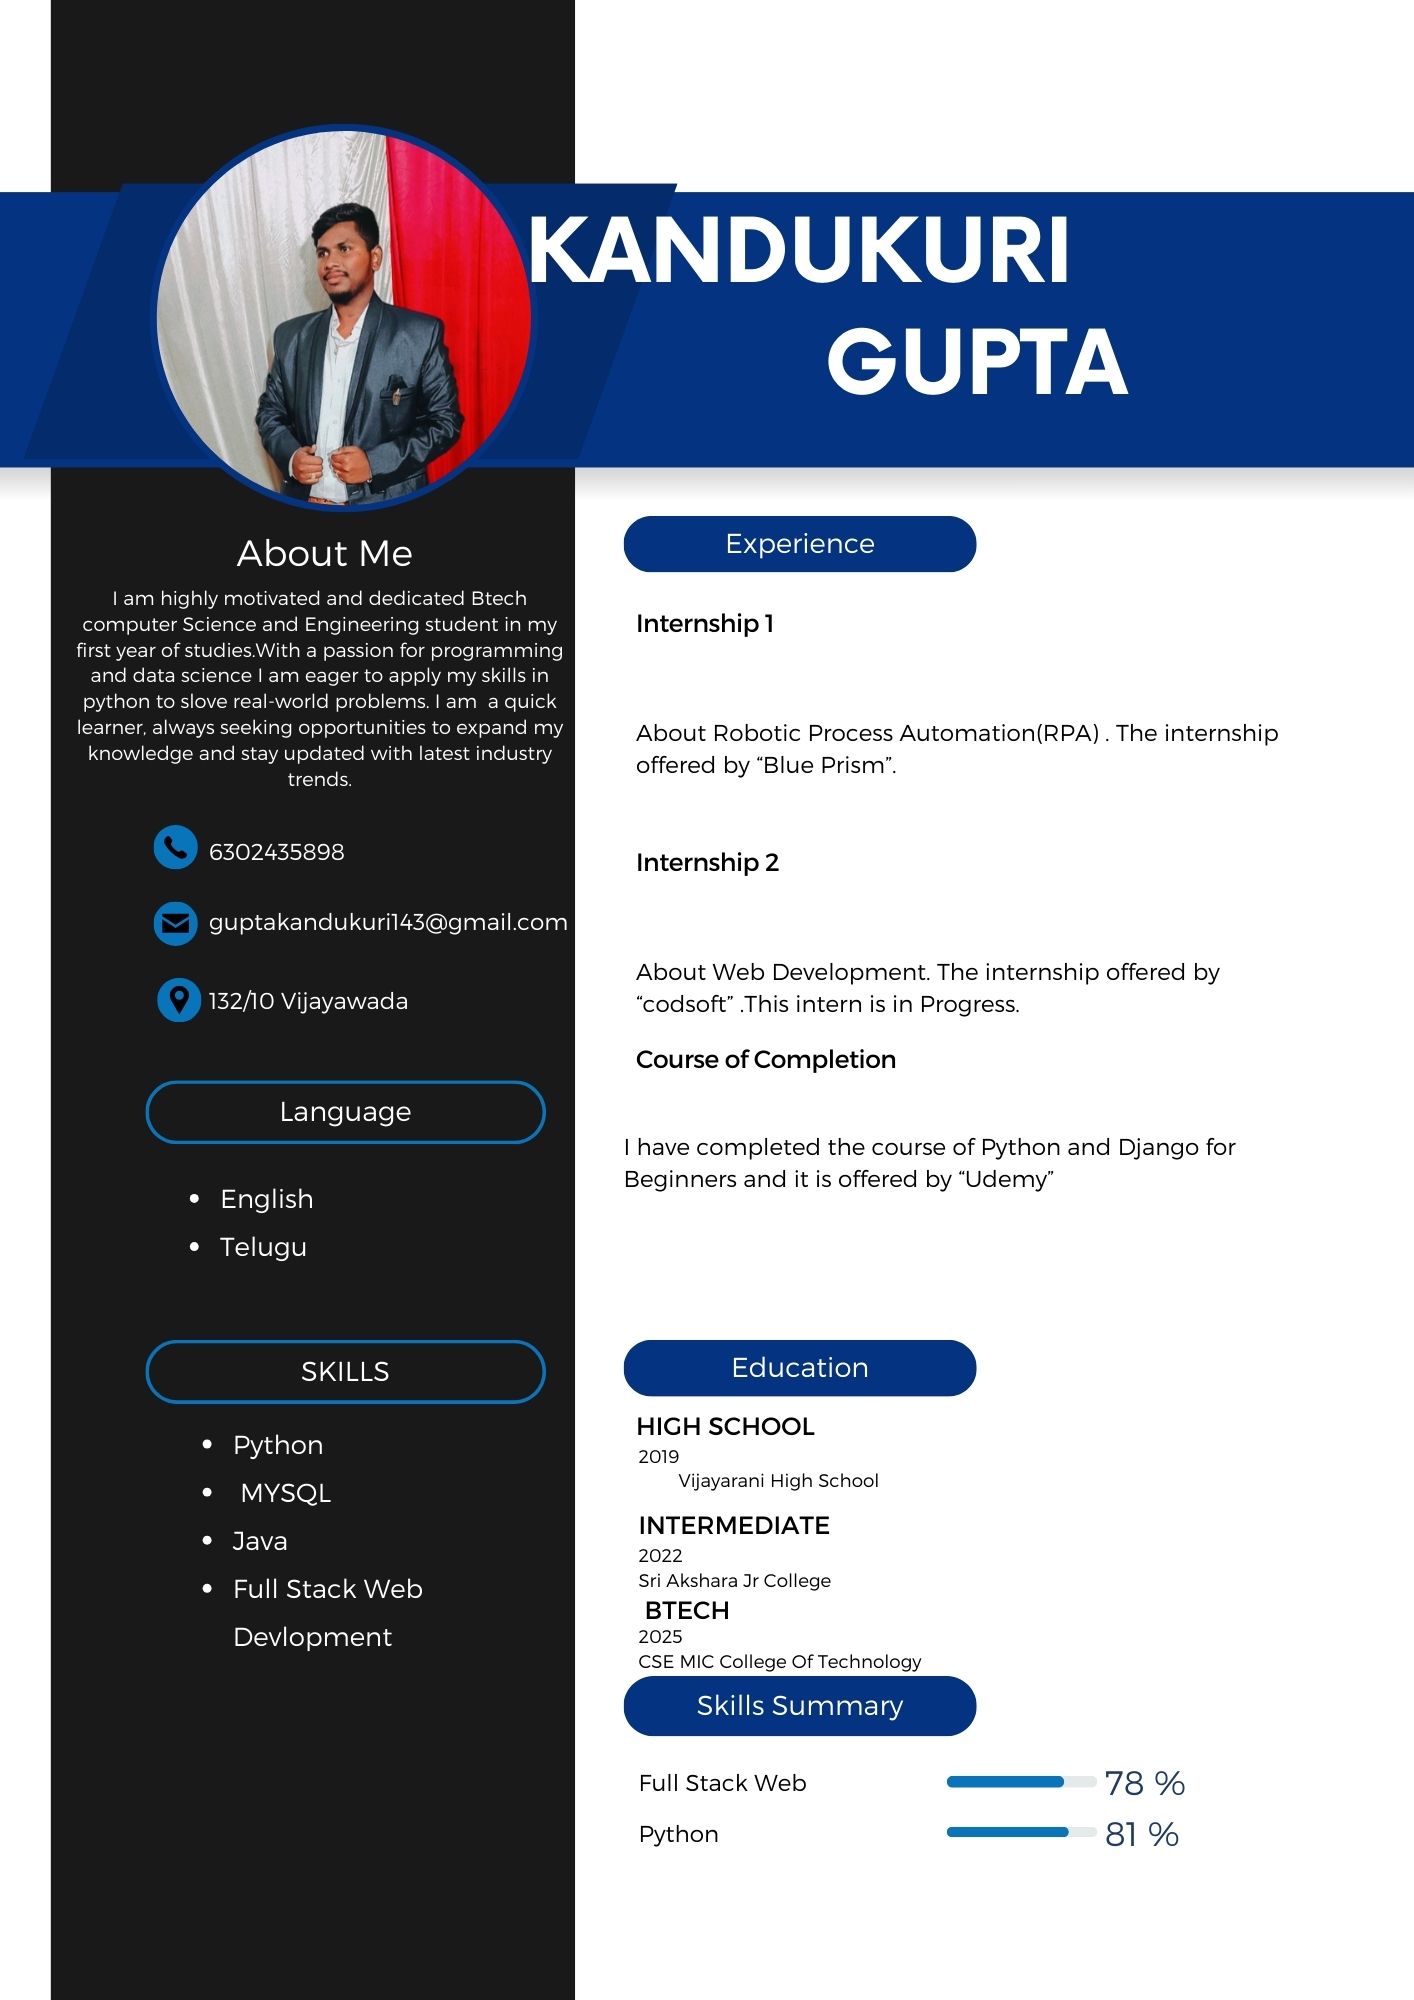 KANDUKURI
GUPTA
About Me
I am highly motivated and dedicated Btech
computer Science and Engineering student in my
first year of studies.With a passion for programming
and data science I am eager to apply my skills in
python to slove real-world problems. I am  a quick
learner, always seeking opportunities to expand my
knowledge and stay updated with latest industry
trends.
6302435898
guptakandukuri143@gmail.com
132/10 Vijayawada
Language
• English
• Telugu
SKILLS
• Python
• MYSQL
• Java
• Full Stack Web
Devlopment
Experience
Internship 1
About Robotic Process Automation(RPA) . The internship
offered by “Blue Prism”.
Internship 2
About Web Development. The internship offered by
“codsoft” .This intern is in Progress.
Course of Completion
I have completed the course of Python and Django for
Beginners and it is offered by “Udemy”
Education
HIGH SCHOOL
2019
Vijayarani High School
INTERMEDIATE
2022
Sri Akshara Jr College
BTECH
2025
CSE MIC College Of Technology
Skills Summary
Full Stack Web 78 %
Python 81 %